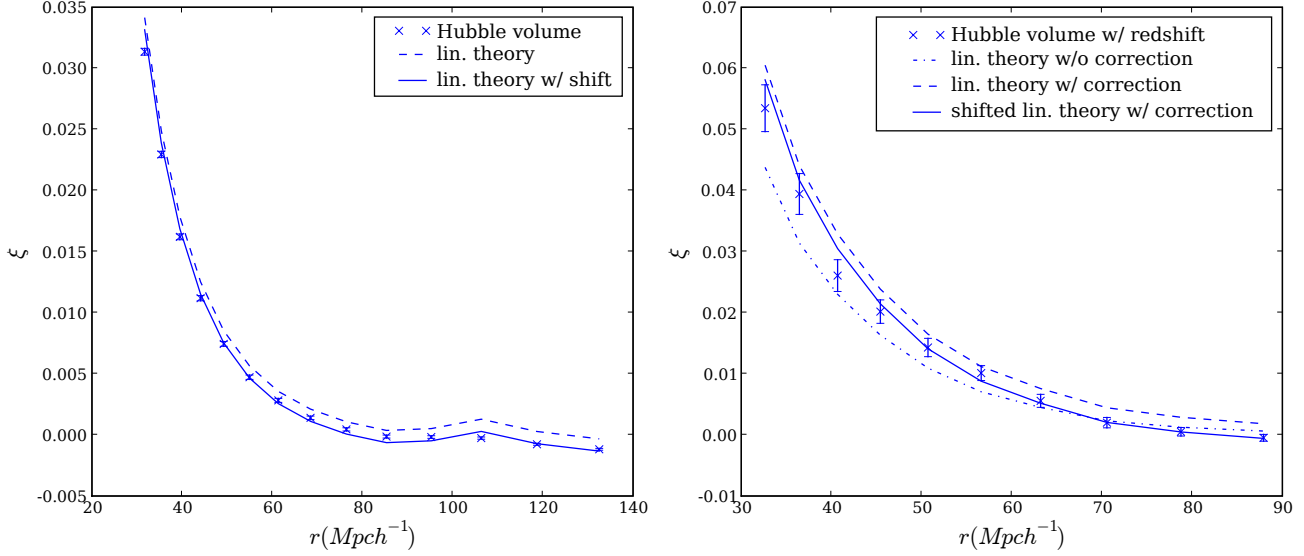 0.035
0.030
0.025
0.020
0.015
0.010
0.005
0.000
-0.005
ξ
20
40
60
80
100
120
140
r(Mpch⁻¹)
Hubble volume
lin. theory
lin. theory w/ shift
0.07
0.06
0.05
0.04
0.03
0.02
0.01
0.00
-0.01
ξ
30
40
50
60
70
80
90
r(Mpch⁻¹)
Hubble volume w/ redshift
lin. theory w/o correction
lin. theory w/ correction
shifted lin. theory w/ correction